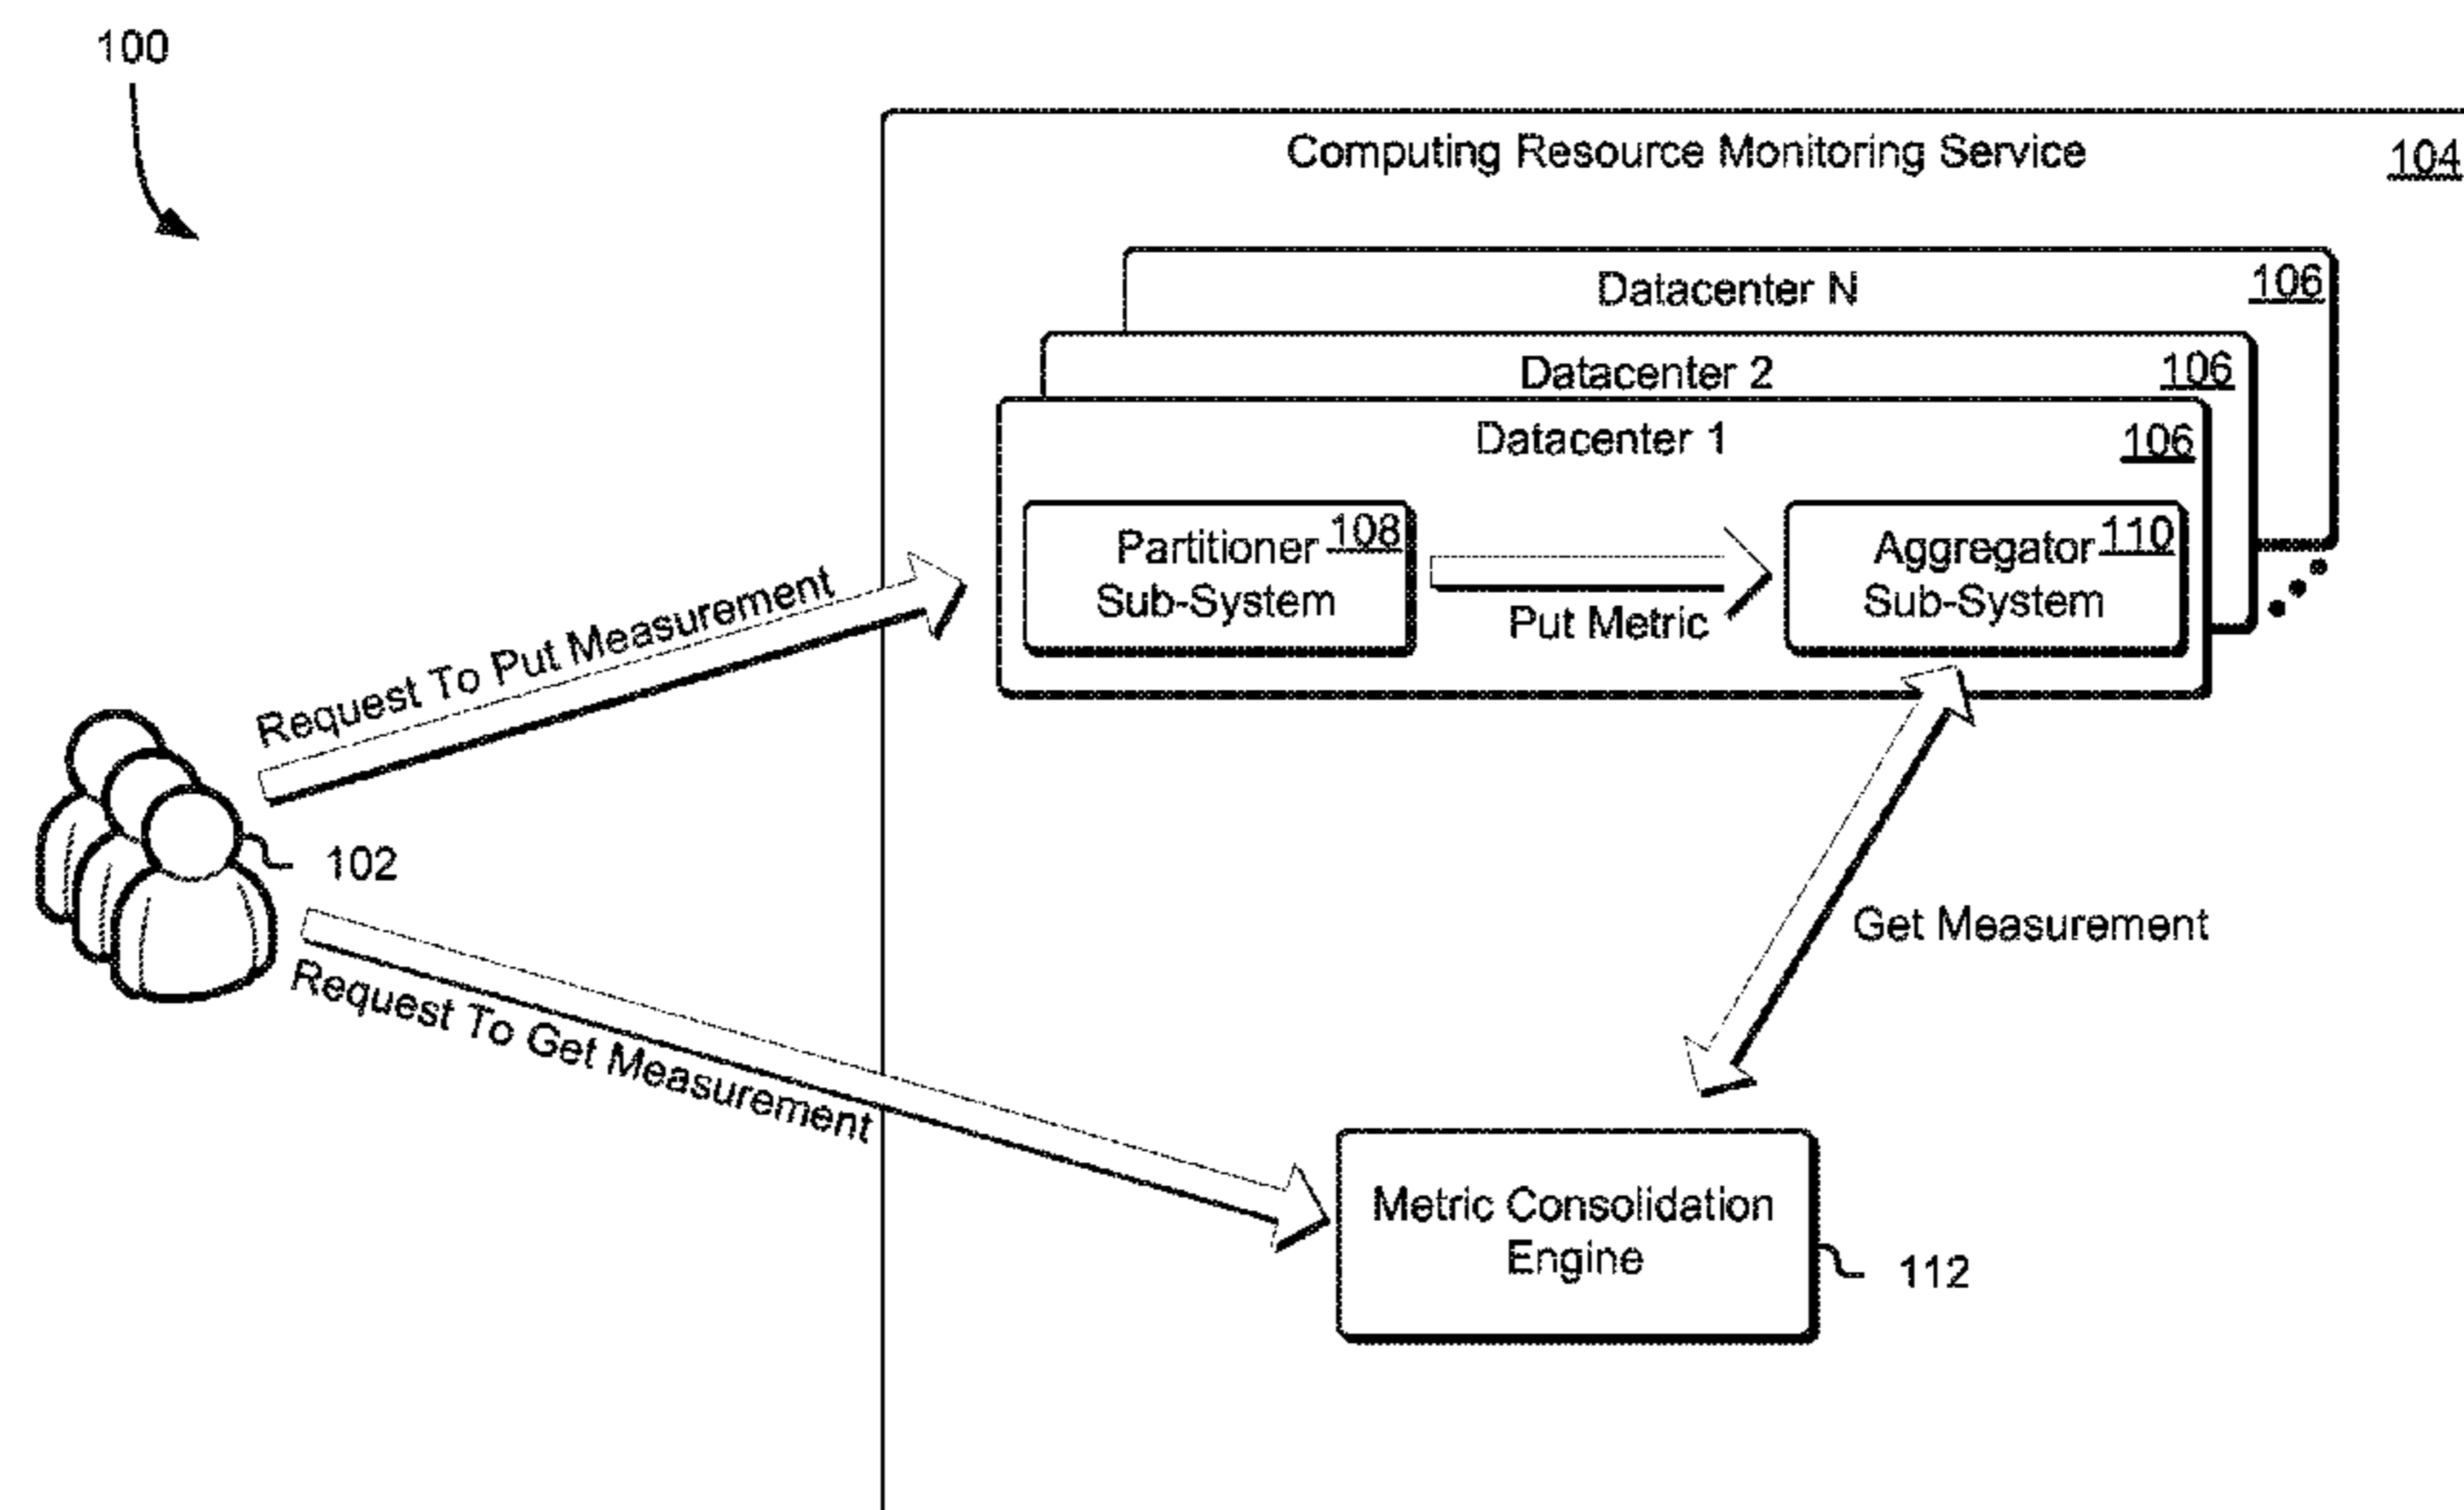 100
Computing Resource Monitoring Service
104
Datacenter N
106
Datacenter 2
106
Datacenter 1
106
Partitioner
108
Sub-System
Put Metric
Aggregator
110
Sub-System
Request To Put Measurement
102
Request To Get Measurement
Get Measurement
Metric Consolidation
Engine
112